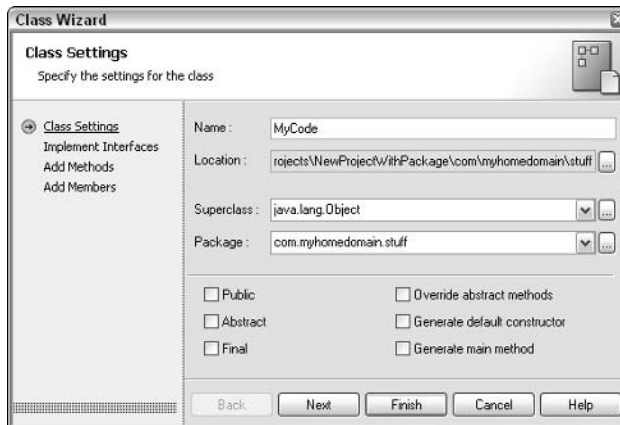 Class Wizard
Class Settings
Specify the settings for the class
Class Settings
Implement Interfaces
Add Methods
Add Members
Name :
MyCode
Location :
rojects\NewProjectWithPackage\com\myhomedomain\stuff
...
Superclass :
java.lang.Object
...
Package :
com.myhomedomain.stuff
...
Public
Override abstract methods
Abstract
Generate default constructor
Final
Generate main method
Back
Next
Finish
Cancel
Help